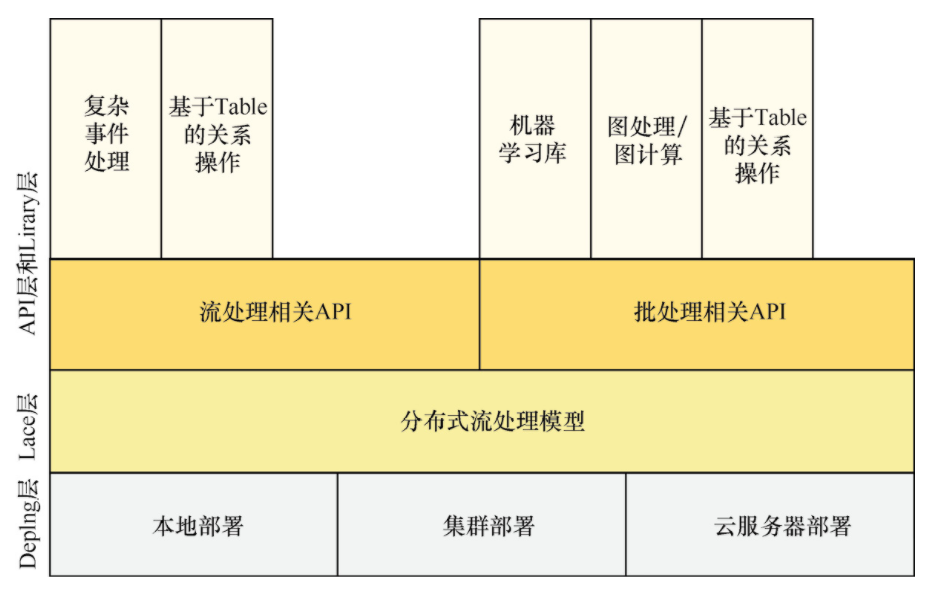 复杂
事件
处理
基于Table
的关系
操作
机器
学习库
图处理/
图计算
基于Table
的关系
操作
API层和Lirary层
流处理相关API
批处理相关API
Lace层
分布式流处理模型
Deplng层
本地部署
集群部署
云服务器部署